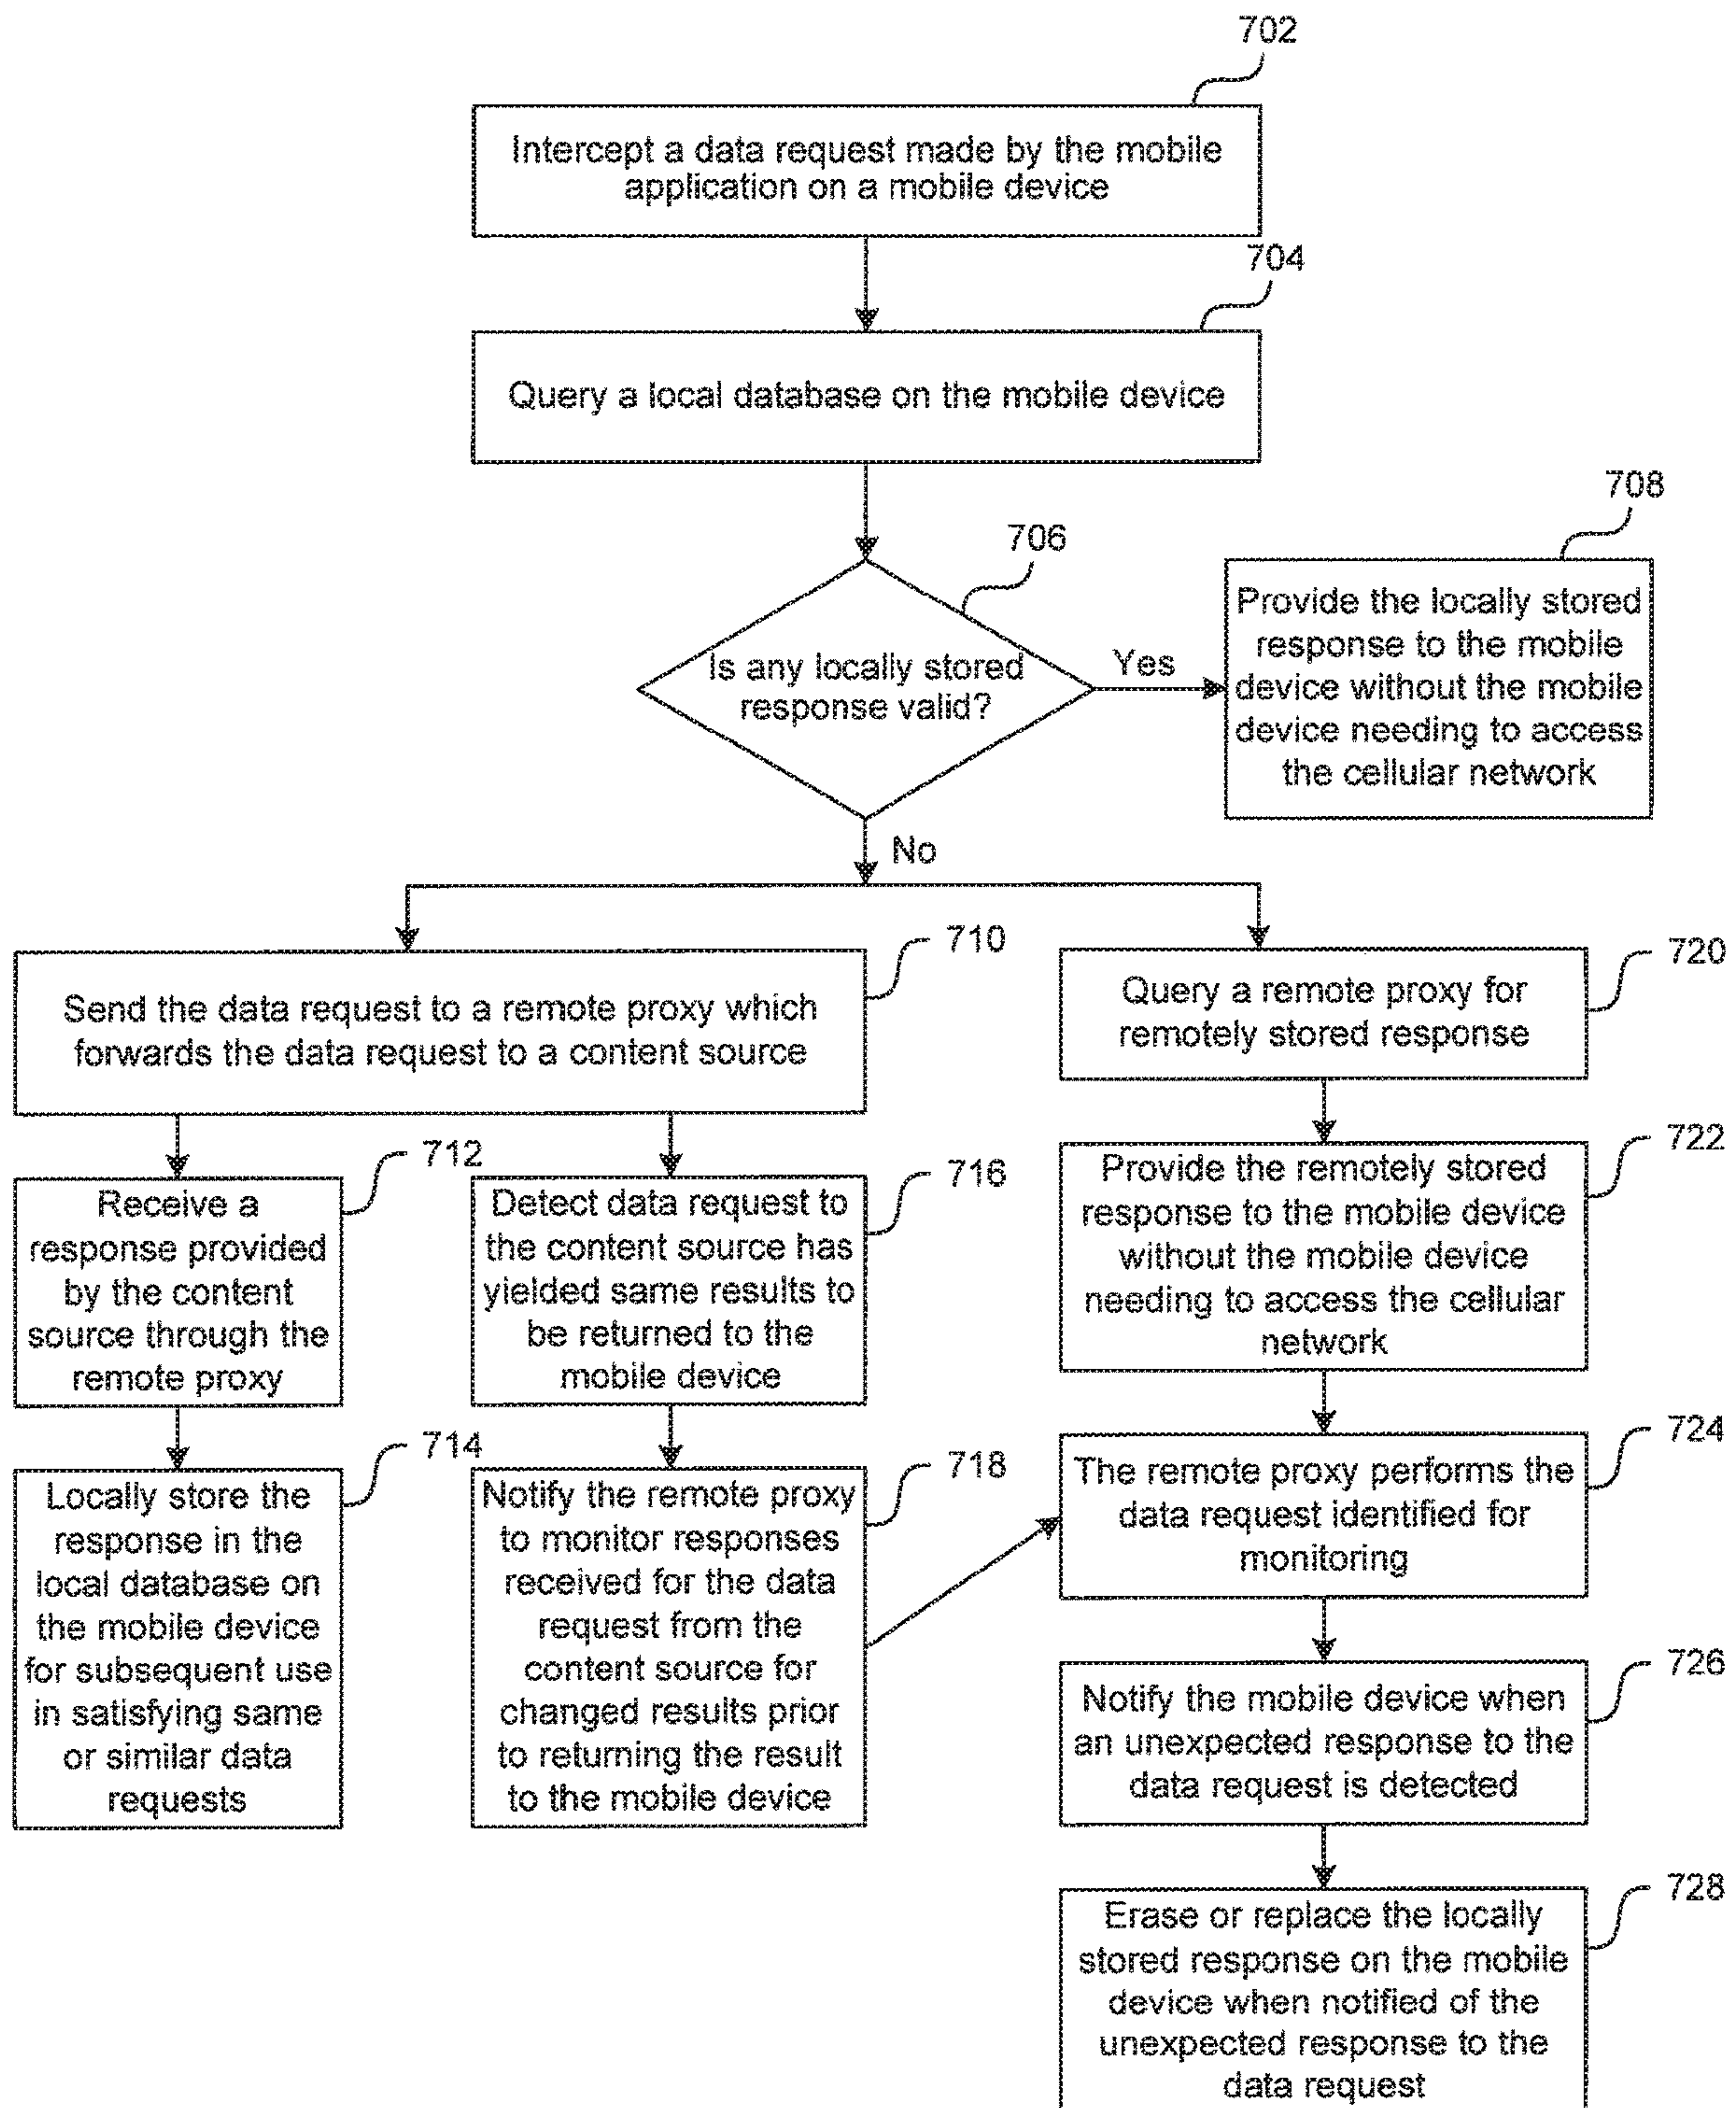 702
Intercept a data request made by the mobile
application on a mobile device
704
Query a local database on the mobile device
706
Is any locally stored
response valid?
Yes
708
Provide the locally stored
response to the mobile
device without the mobile
device needing to access
the cellular network
No
710
Send the data request to a remote proxy which
forwards the data request to a content source
712
Receive a
response provided
by the content
source through the
remote proxy
714
Locally store the
response in the
local database on
the mobile device
for subsequent use
in satisfying same
or similar data
requests
716
Detect data request to
the content source has
yielded same results to
be returned to the
mobile device
718
Notify the remote proxy
to monitor responses
received for the data
request from the
content source for
changed results prior
to returning the result
to the mobile device
720
Query a remote proxy for
remotely stored response
722
Provide the remotely stored
response to the mobile device
without the mobile device
needing to access the cellular
network
724
The remote proxy performs the
data request identified for
monitoring
726
Notify the mobile device when
an unexpected response to the
data request is detected
728
Erase or replace the locally
stored response on the mobile
device when notified of the
unexpected response to the
data request